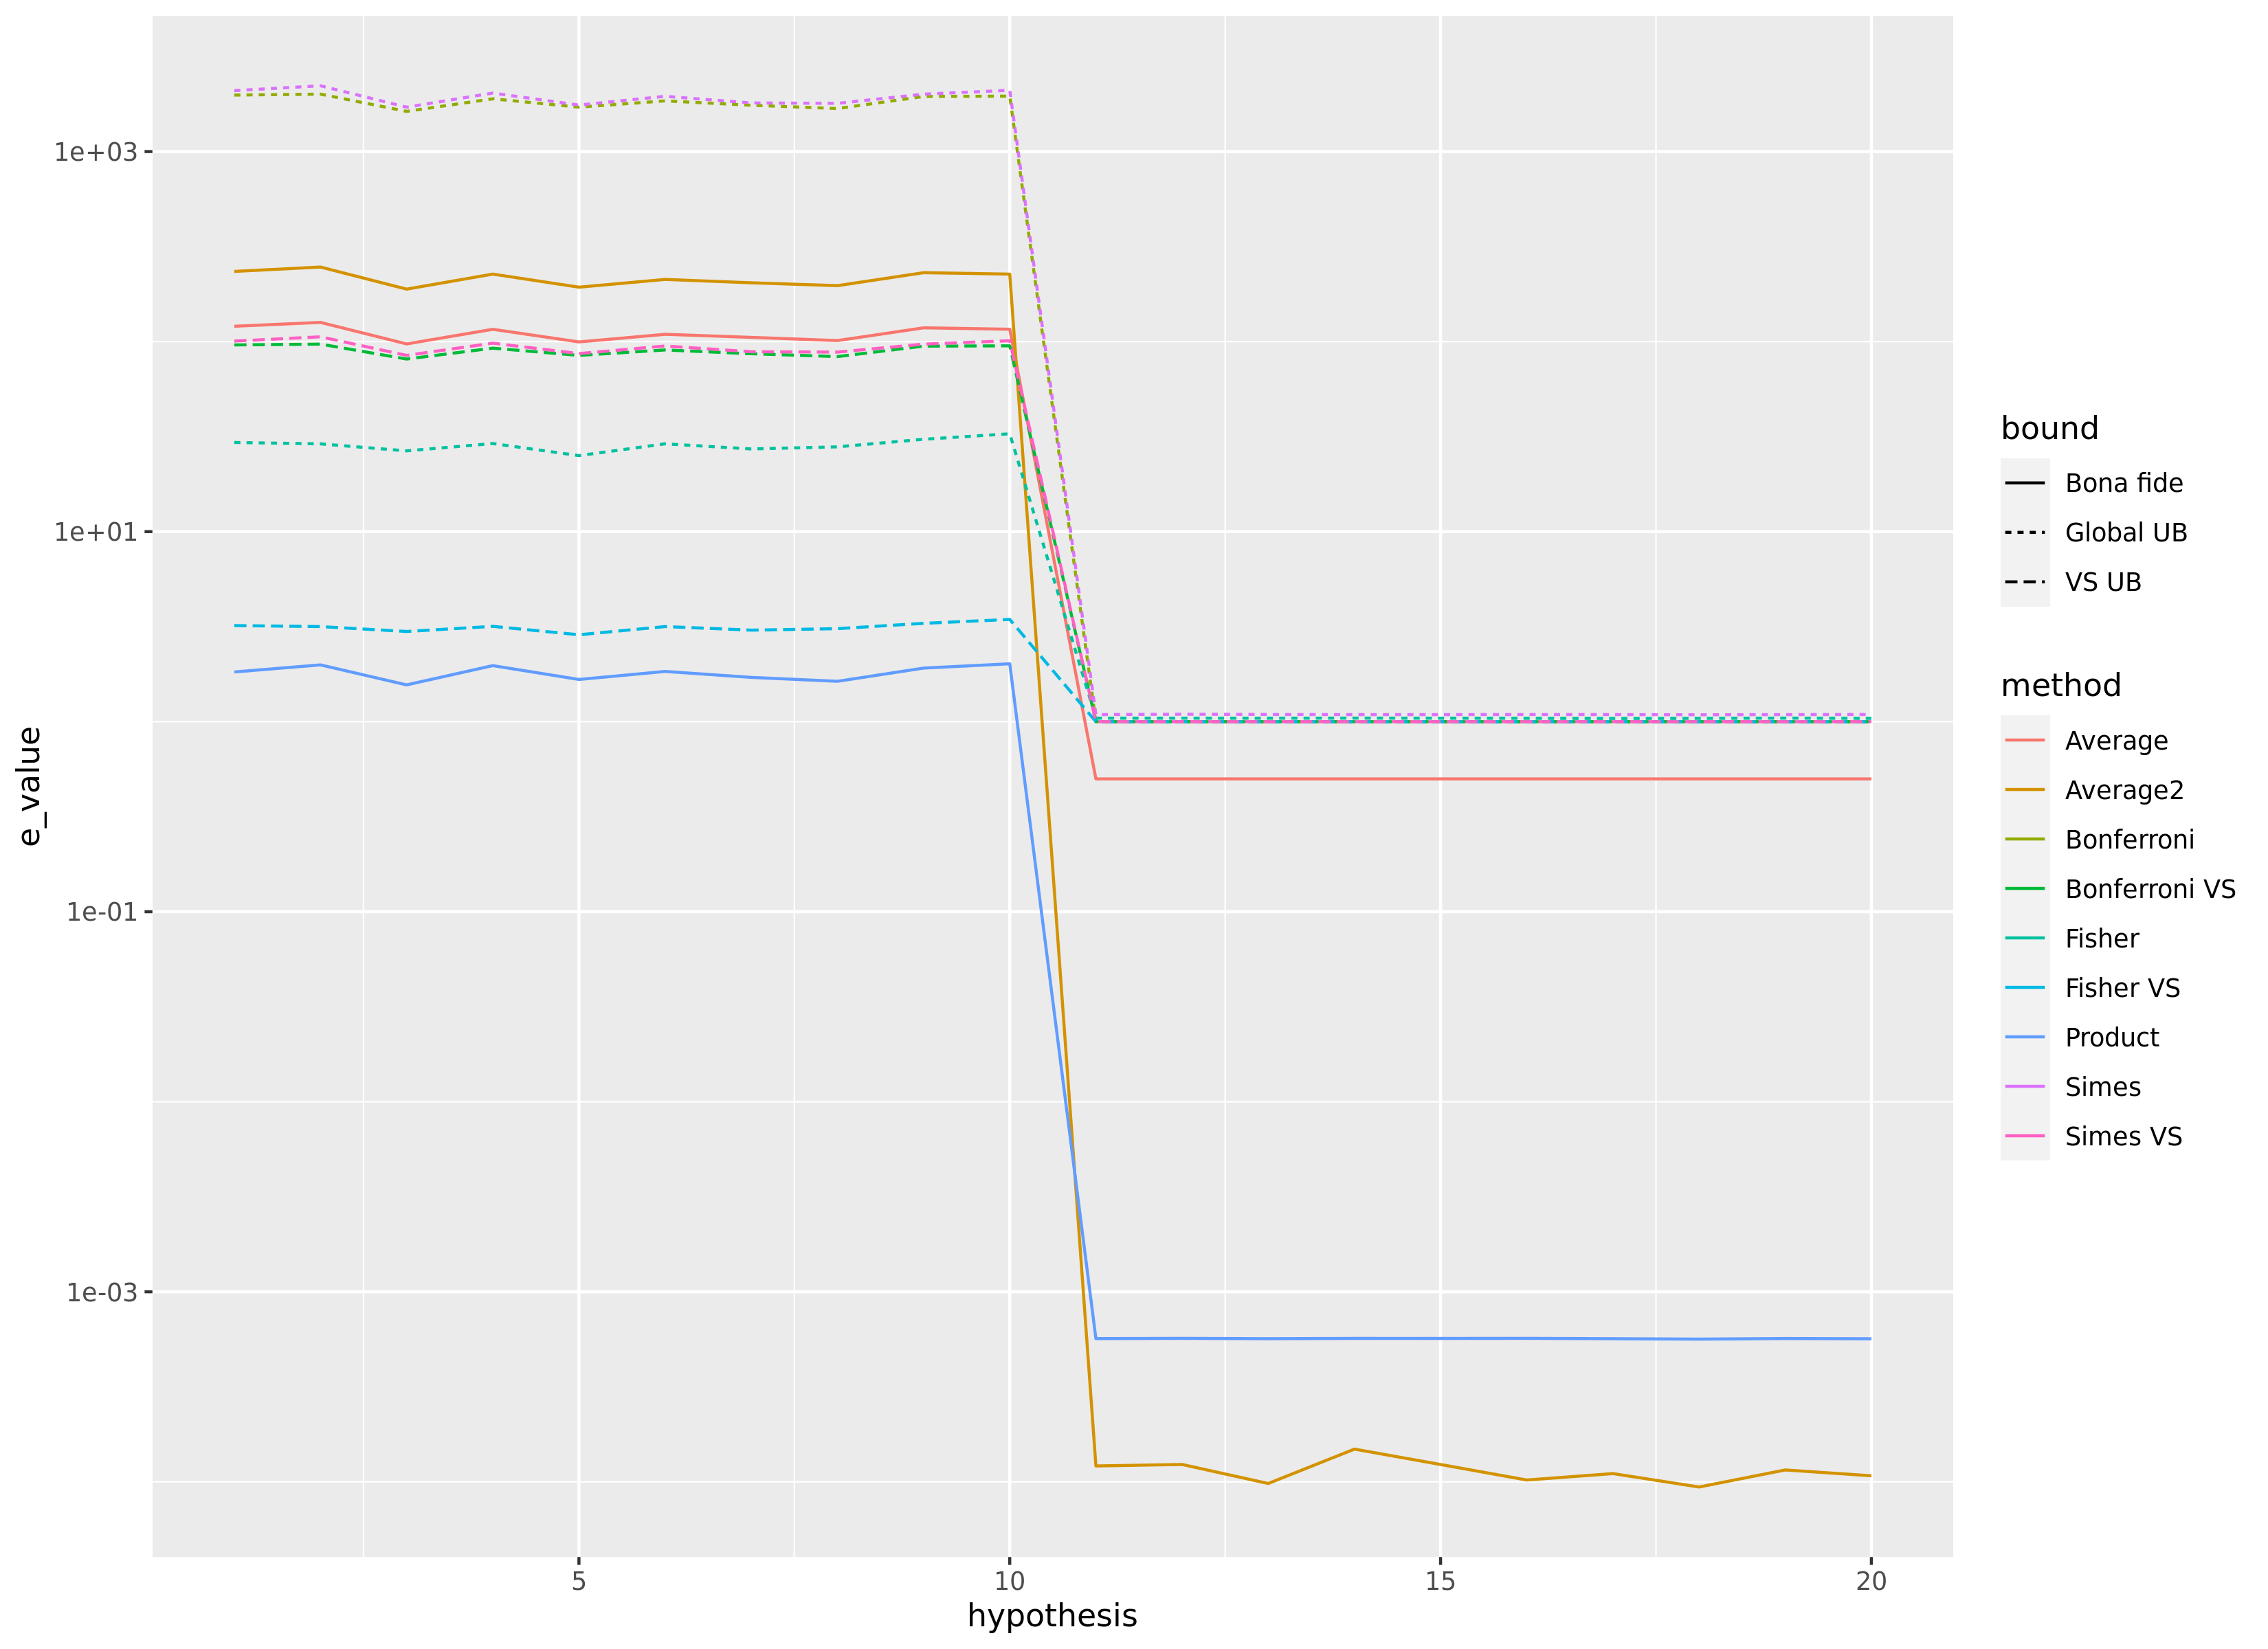 1e+03
1e+01
1e-01
1e-03
e_value
5
10
15
20
hypothesis
bound
Bona fide
Global UB
VS UB
method
Average
Average2
Bonferroni
Bonferroni VS
Fisher
Fisher VS
Product
Simes
Simes VS